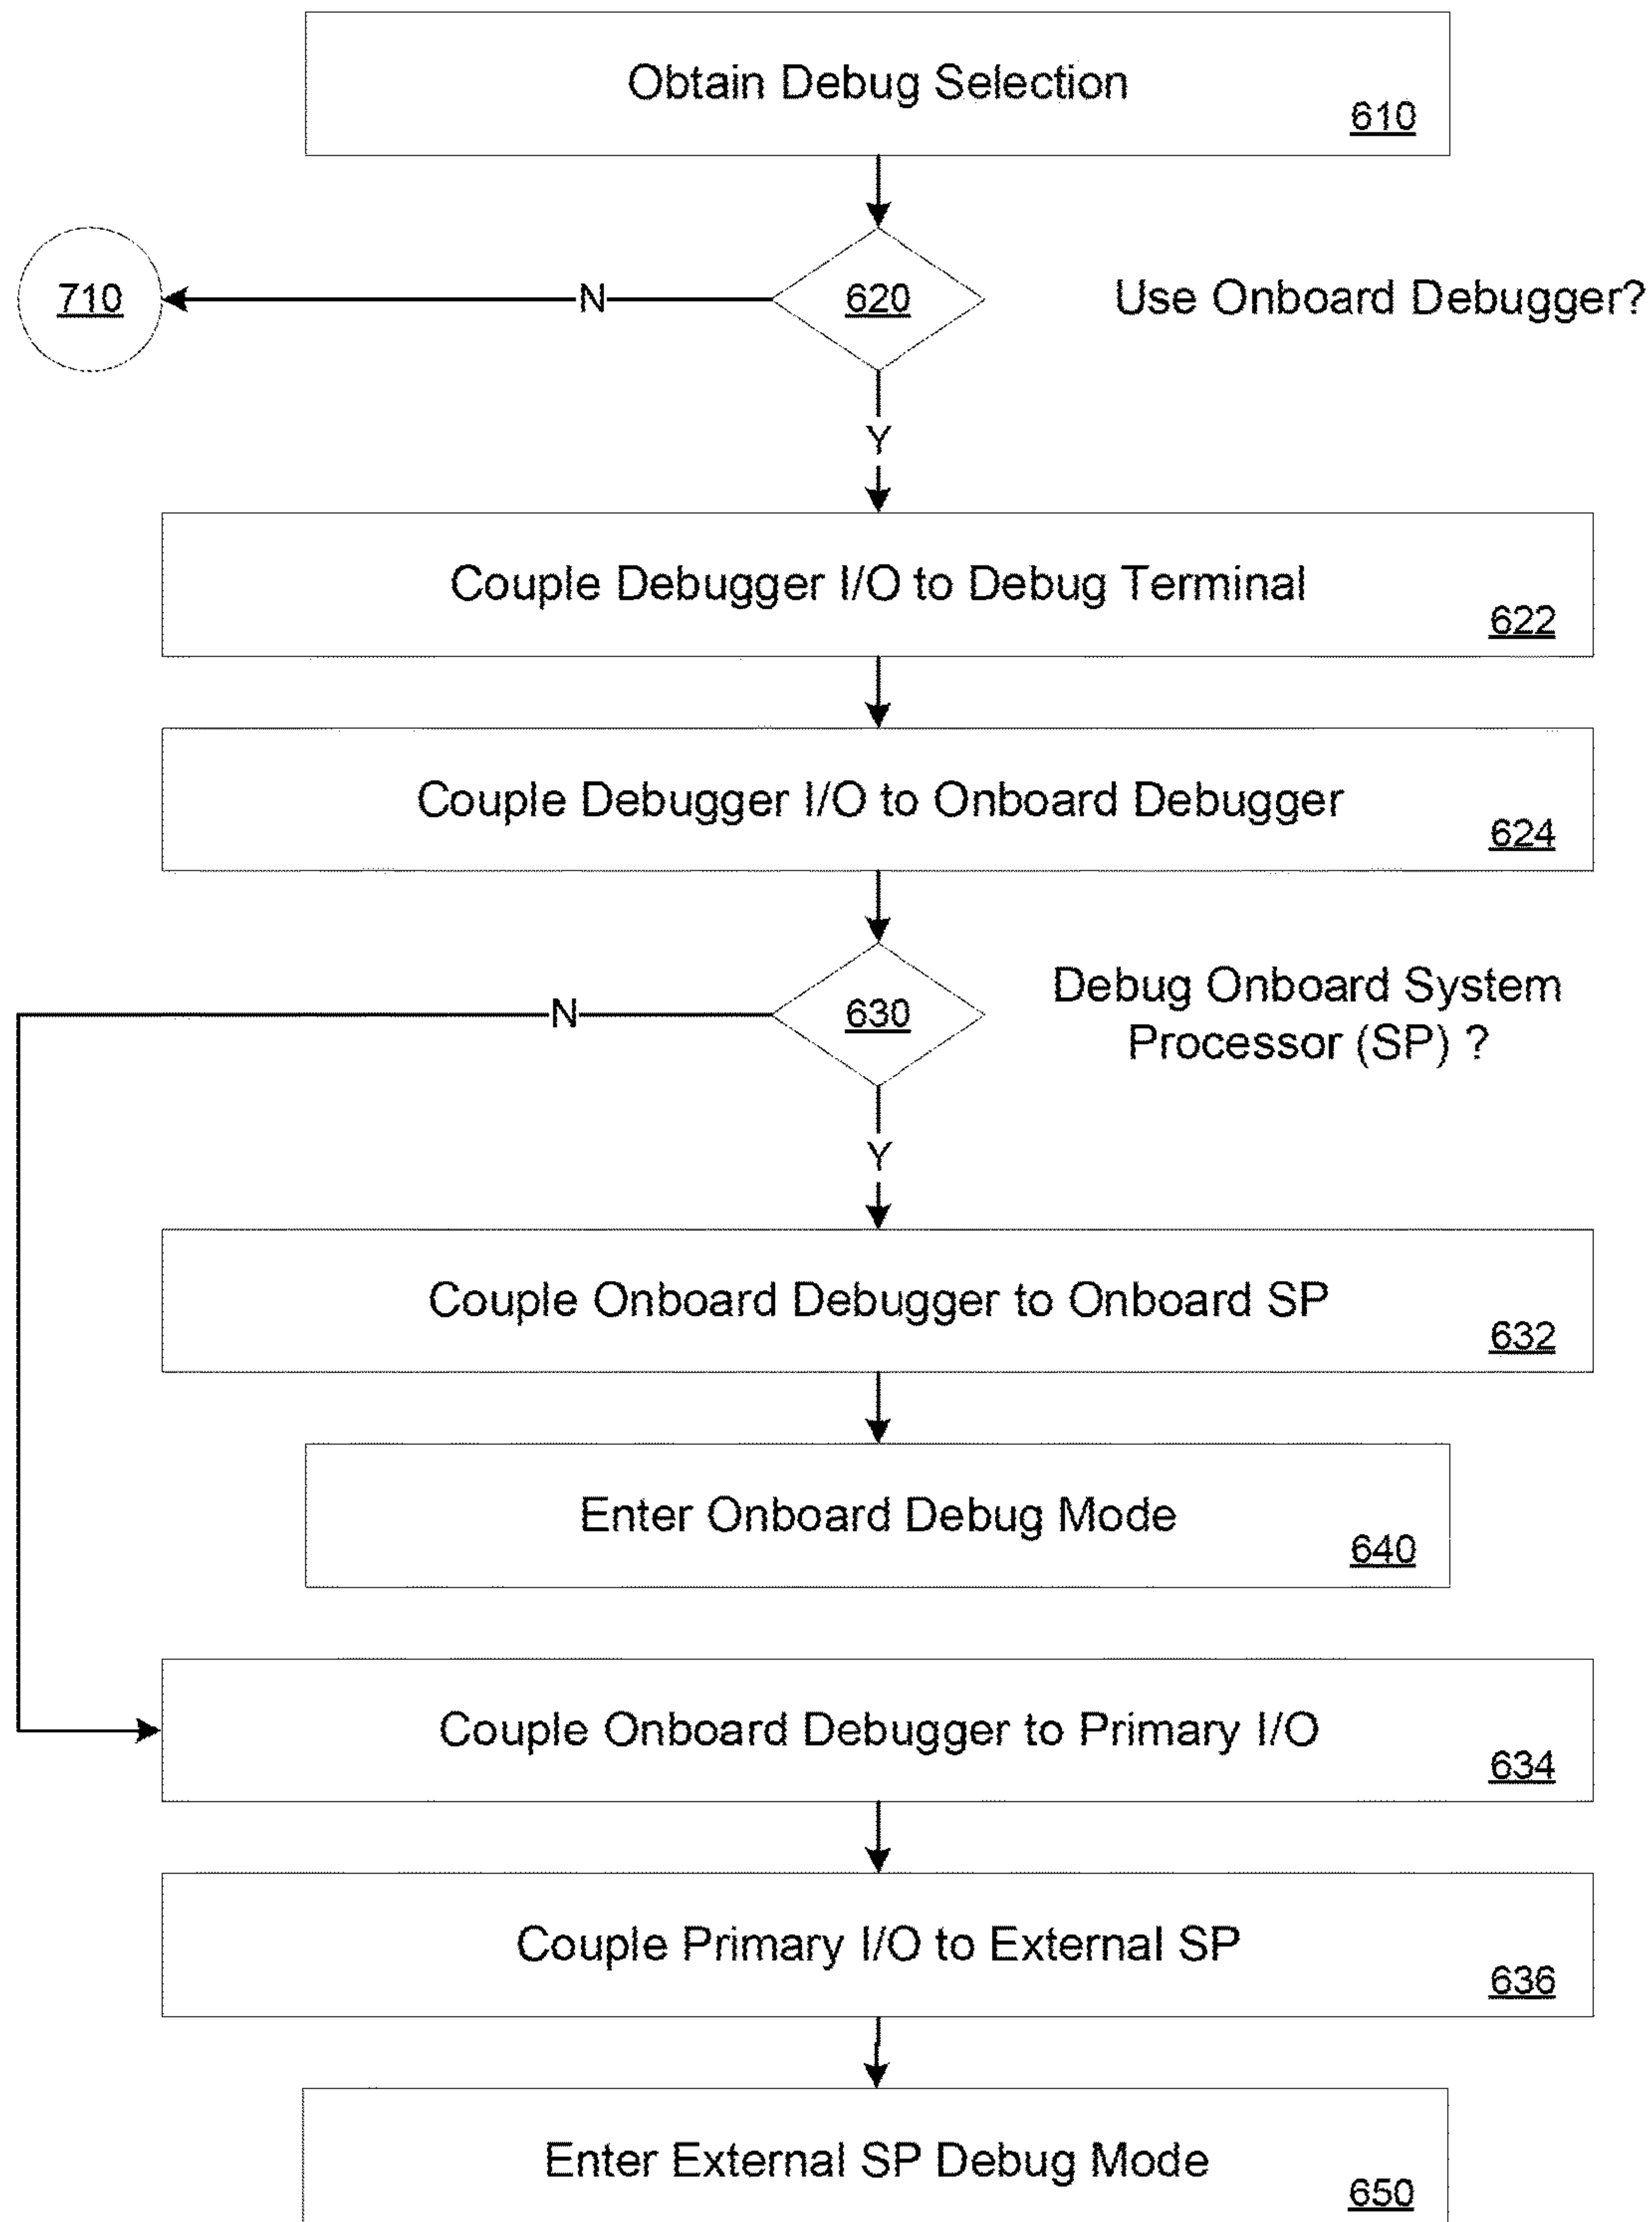 Obtain Debug Selection
610
710
N
620
Use Onboard Debugger?
Y
Couple Debugger I/O to Debug Terminal
622
Couple Debugger I/O to Onboard Debugger
624
N
630
Debug Onboard System
Processor (SP) ?
Y
Couple Onboard Debugger to Onboard SP
632
Enter Onboard Debug Mode
640
Couple Onboard Debugger to Primary I/O
634
Couple Primary I/O to External SP
636
Enter External SP Debug Mode
650